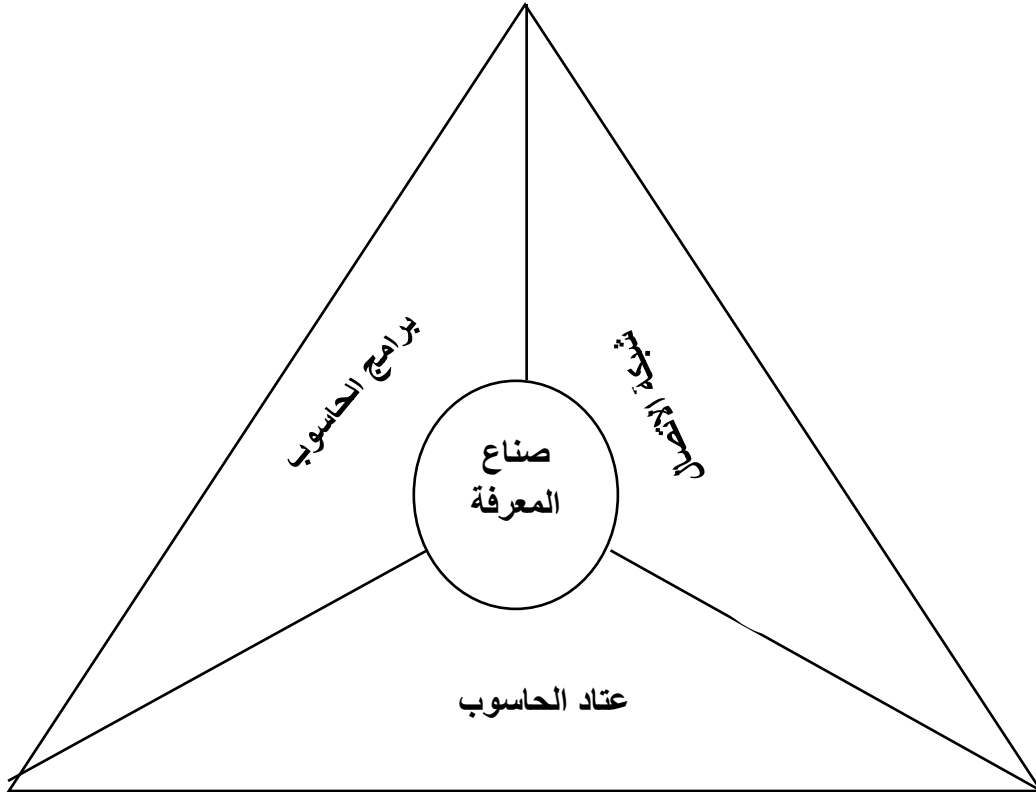 برامج الحاسوب
شبكة الاتصال
صناع
المعرفة
عتاد الحاسوب